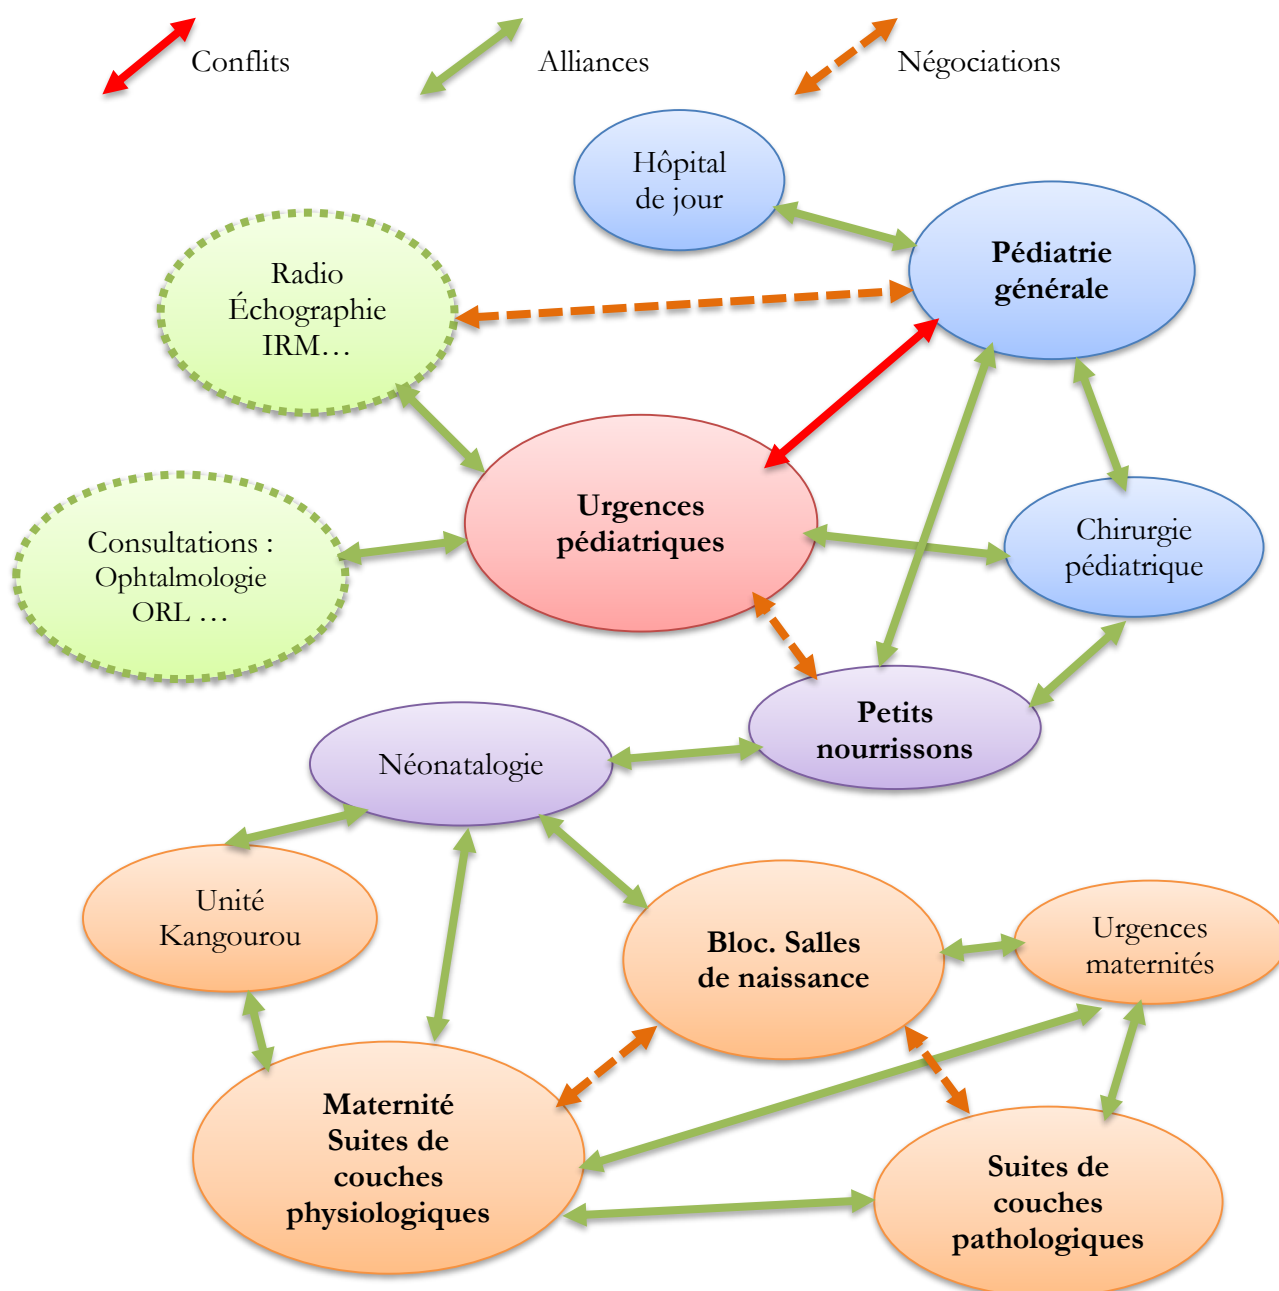 Conflits
Alliances
Négociations
Hôpital
de jour
Pédiatrie
générale
Radio
Échographie
IRM…
Urgences
pédiatriques
Consultations :
Ophtalmologie
ORL …
Chirurgie
pédiatrique
Petits
nourrissons
Néonatalogie
Unité
Kangourou
Bloc. Salles
de naissance
Urgences
maternités
Maternité
Suites de
couches
physiologiques
Suites de
couches
pathologiques